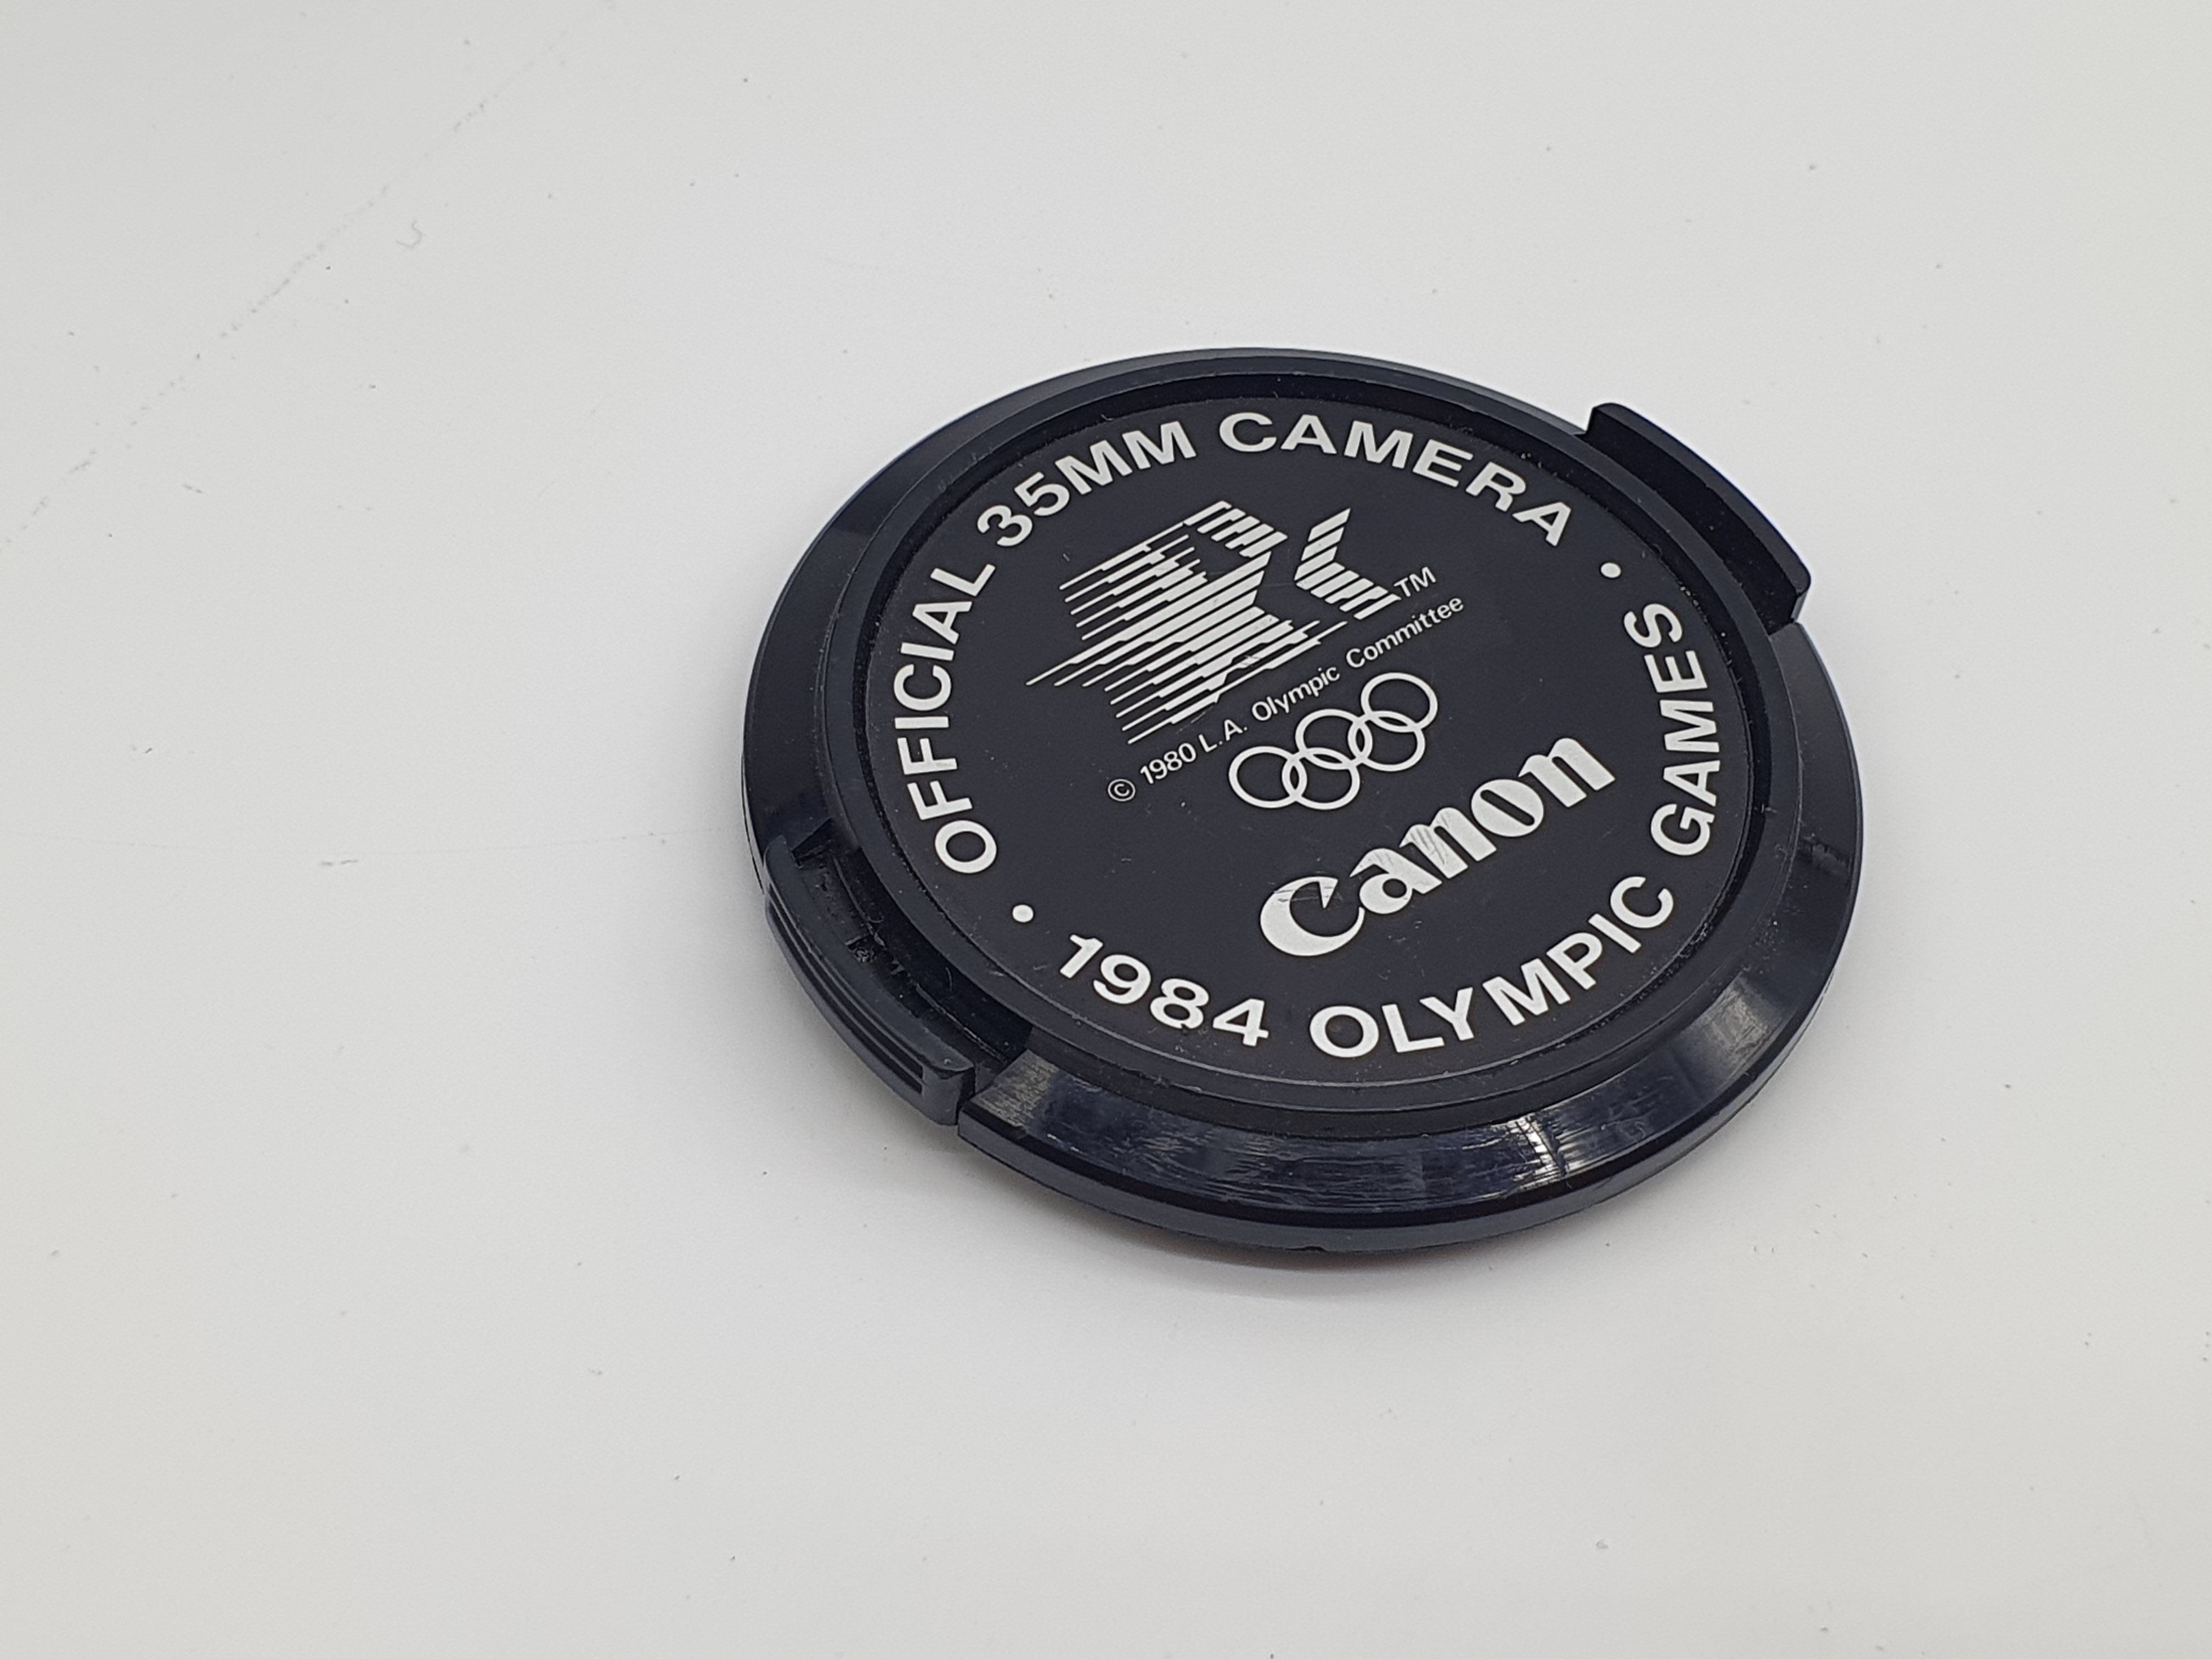 OFFICIAL 35MM CAMERA •
TM
© 1980 L.A. Olympic Committee
Canon
• 1984 OLYMPIC GAMES